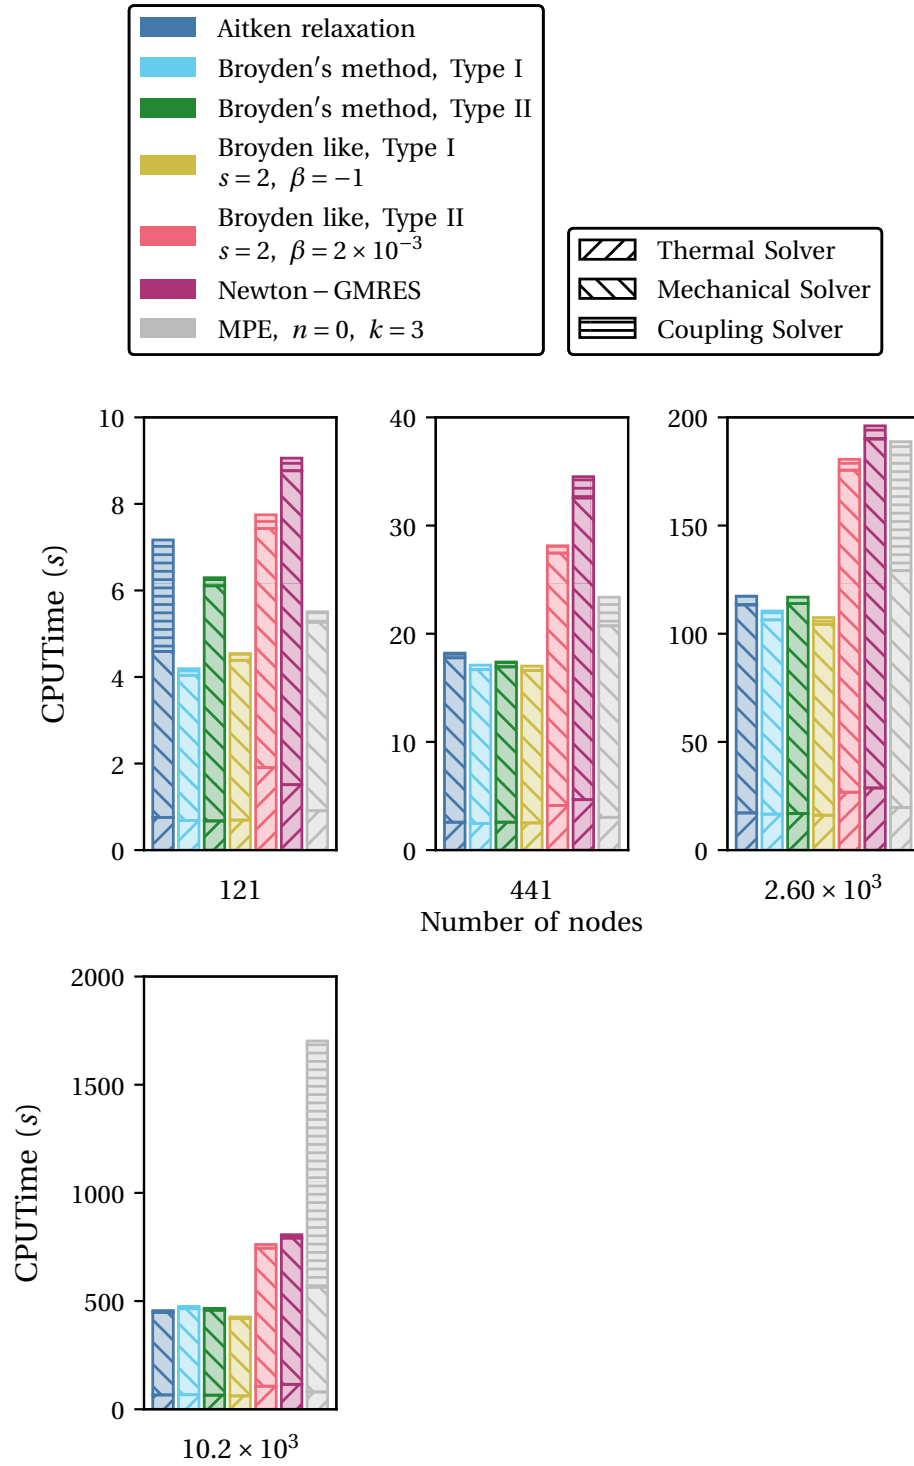 Aitken relaxation
Broyden's method, Type I
Broyden's method, Type II
Broyden like, Type I
s = 2, β = −1
Broyden like, Type II
s = 2, β = 2 × 10⁻³
Newton − GMRES
MPE, n = 0, k = 3
Thermal Solver
Mechanical Solver
Coupling Solver
CPUTime (s)
10
8
6
4
2
0
121
40
30
20
10
0
441
200
150
100
50
0
2.60 × 10³
Number of nodes
CPUTime (s)
2000
1500
1000
500
0
10.2 × 10³